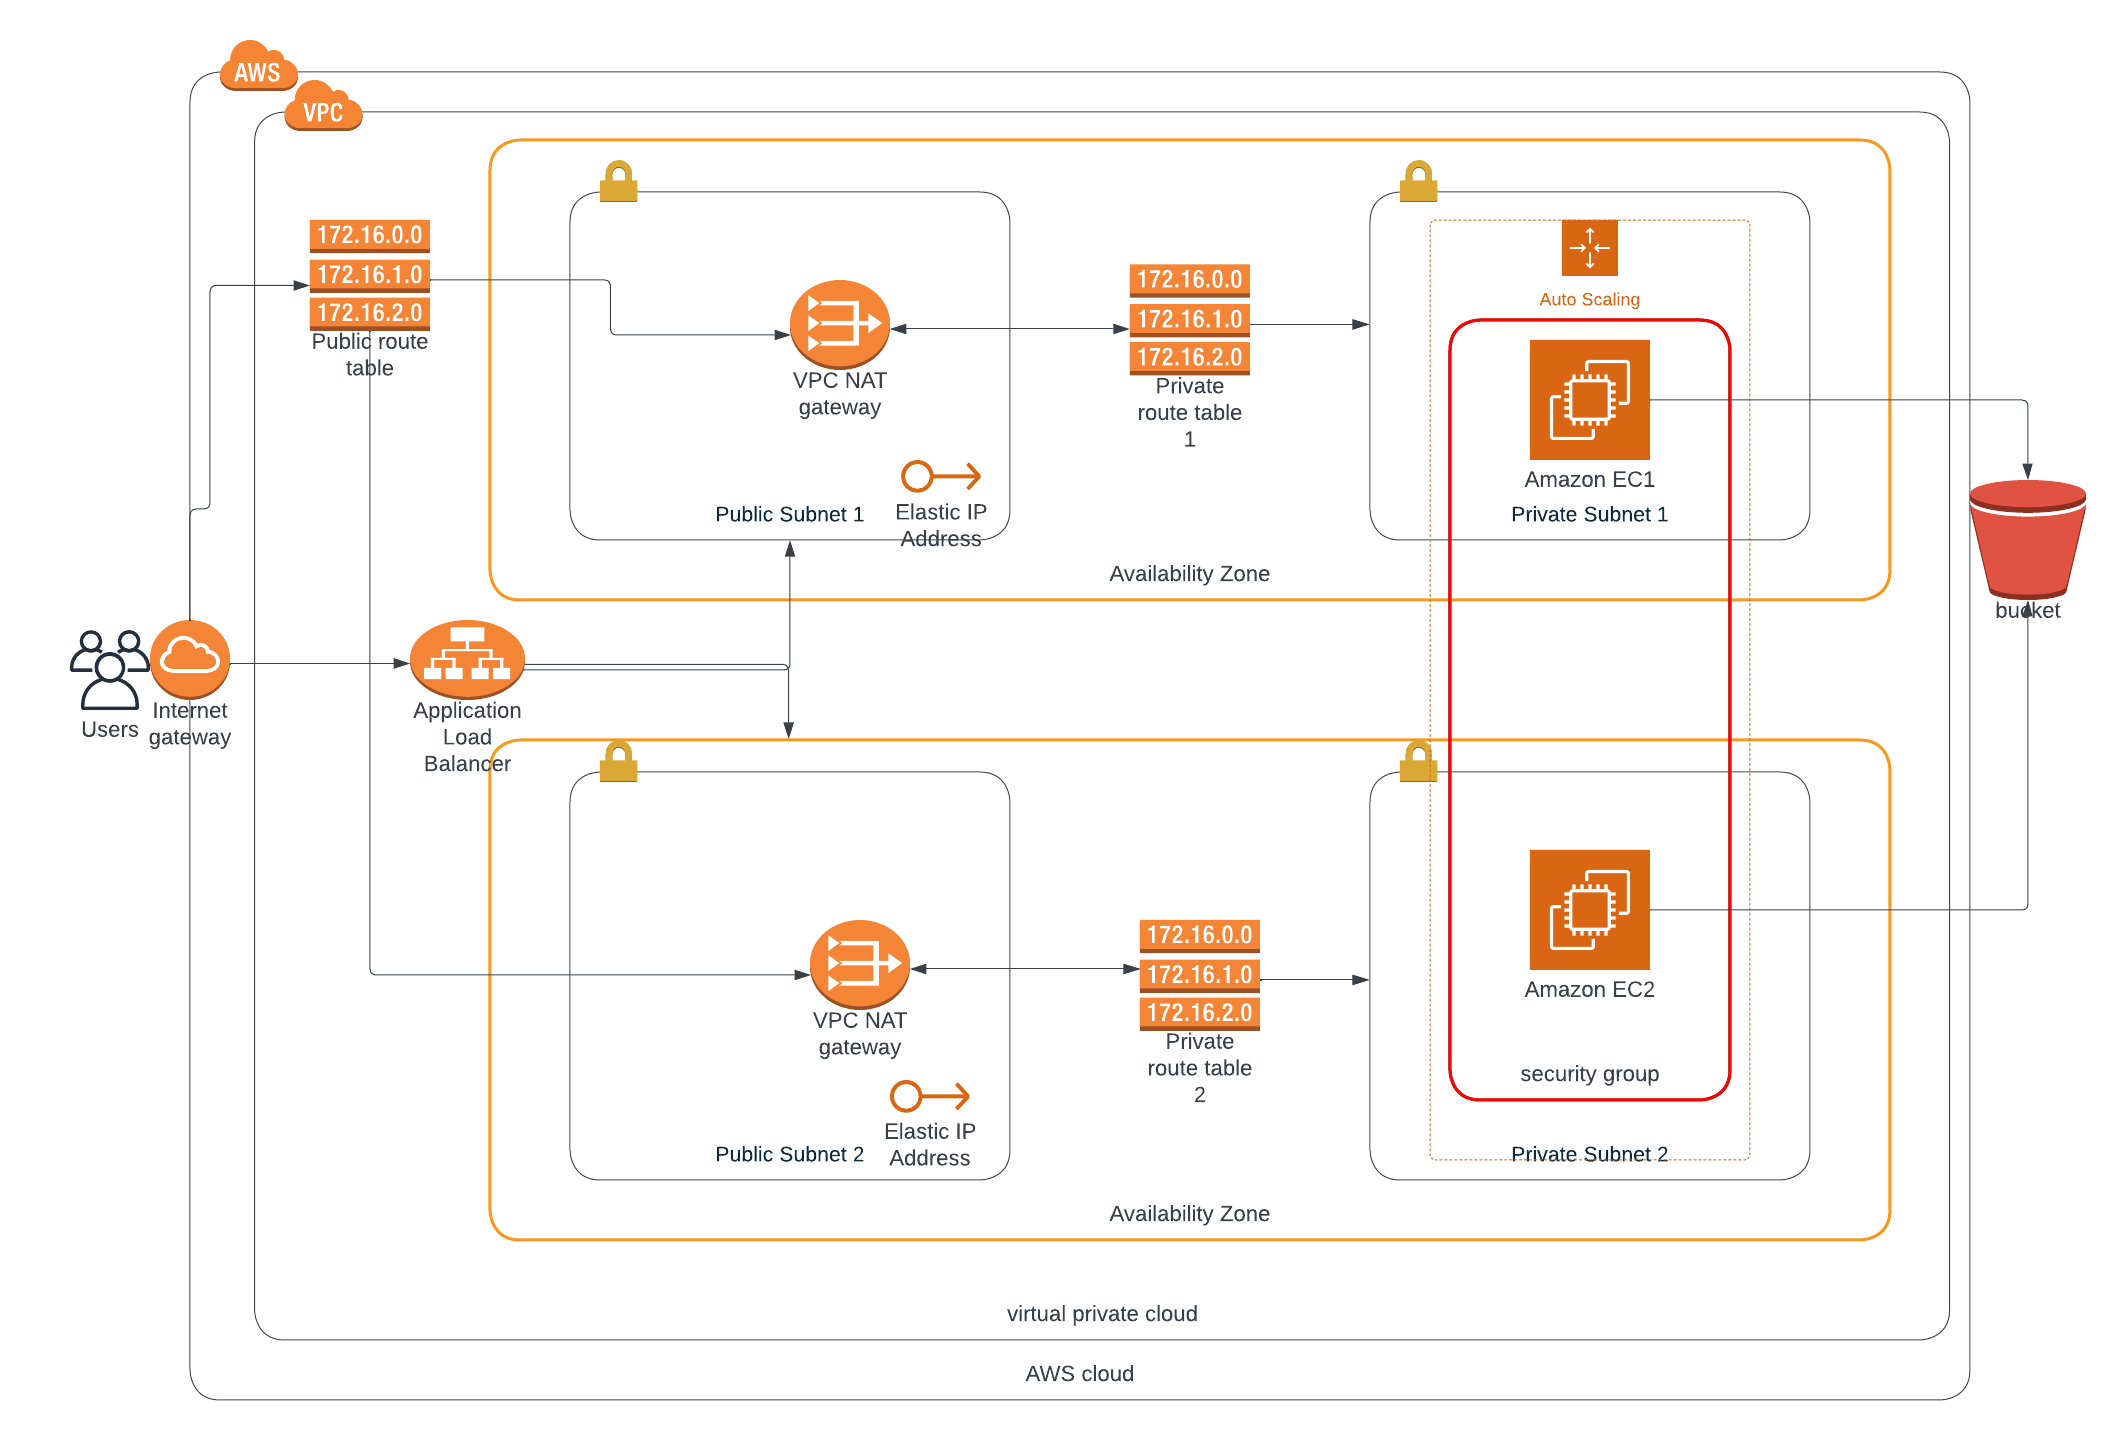 AWS
VPC
172.16.0.0
172.16.1.0
172.16.2.0
Public route
table
VPC NAT
gateway
Elastic IP
Address
Public Subnet 1
172.16.0.0
172.16.1.0
172.16.2.0
Private
route table
1
Auto Scaling
Amazon EC1
Private Subnet 1
Availability Zone
bucket
Users
Internet
gateway
Application
Load
Balancer
VPC NAT
gateway
Elastic IP
Address
Public Subnet 2
172.16.0.0
172.16.1.0
172.16.2.0
Private
route table
2
Amazon EC2
security group
Private Subnet 2
Availability Zone
virtual private cloud
AWS cloud